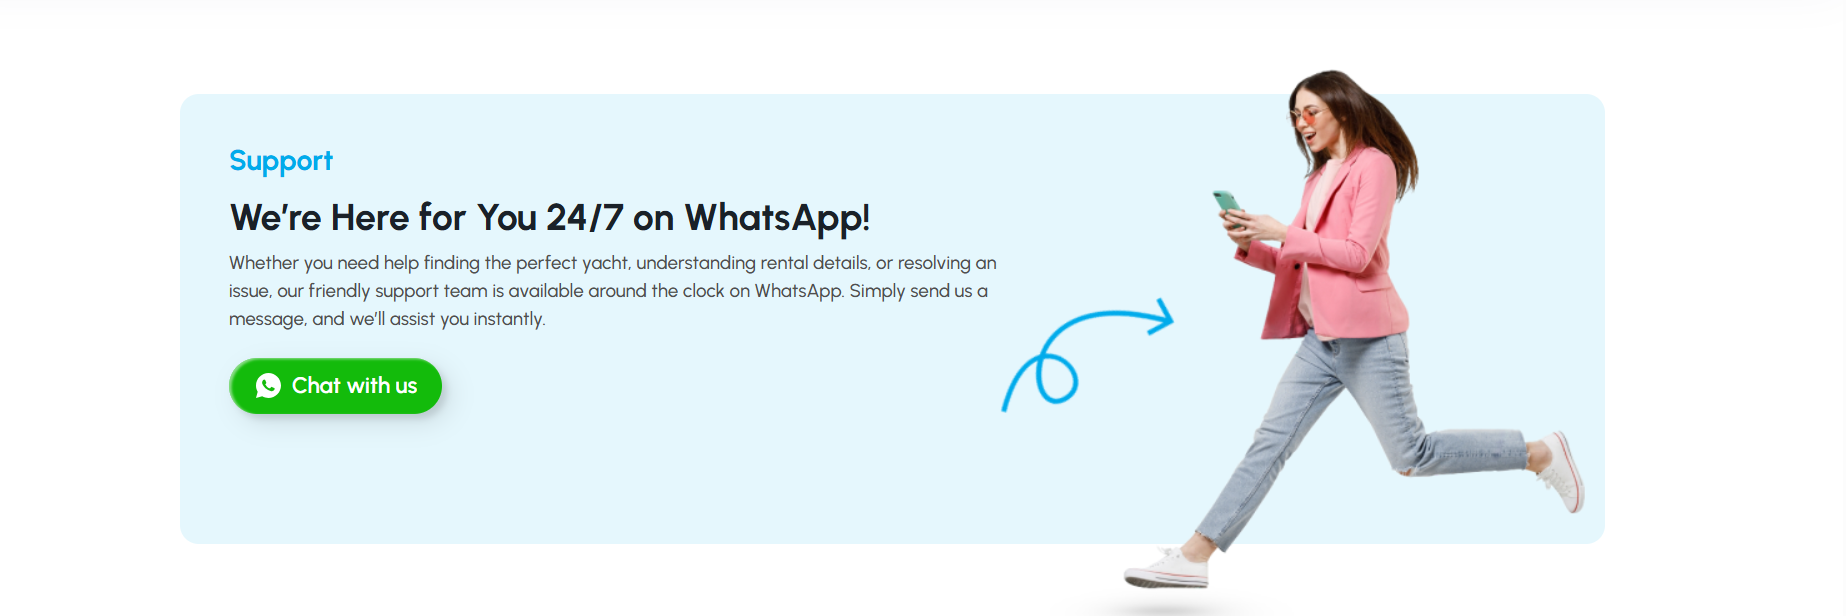 Support
We're Here for You 24/7 on WhatsApp!
Whether you need help finding the perfect yacht, understanding rental details, or resolving an
issue, our friendly support team is available around the clock on WhatsApp. Simply send us a
message, and we'll assist you instantly.
Chat with us